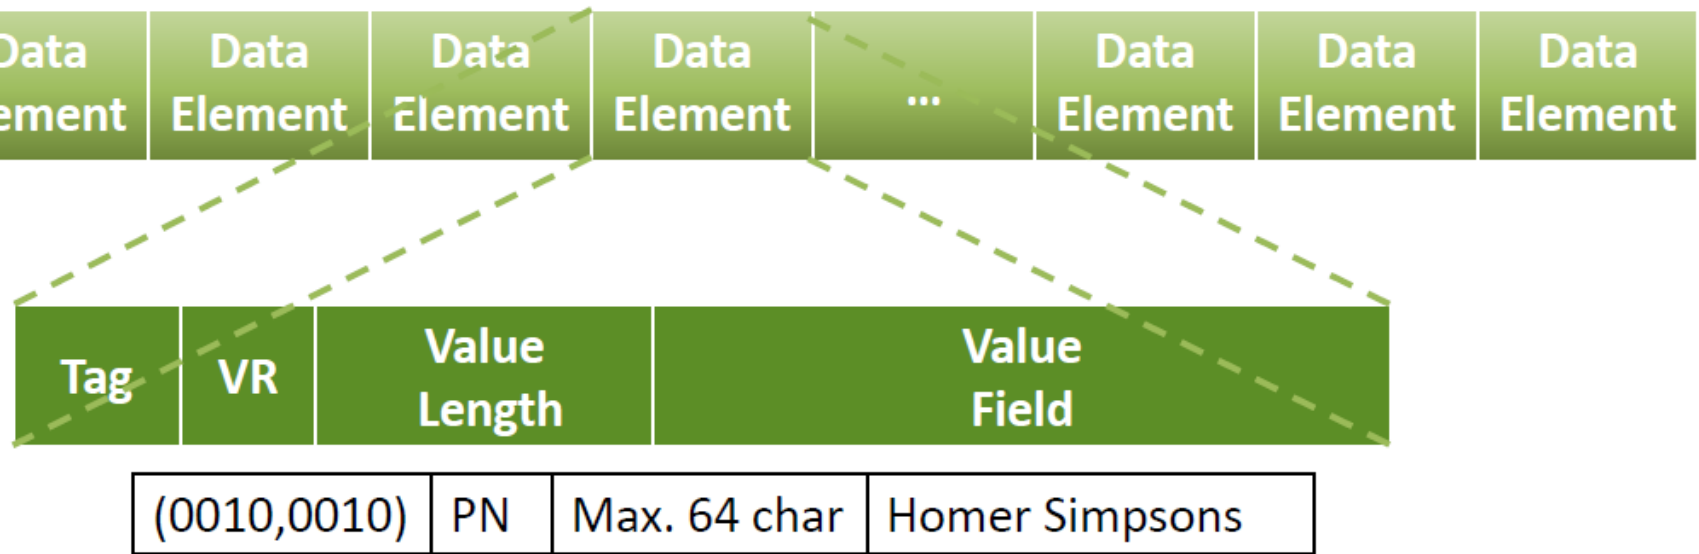 Data Data Data Data Data Data Data
ement Element Element Element ... Element Element Element
Tag VR Value Length Value Field
(0010,0010) PN Max. 64 char Homer Simpsons